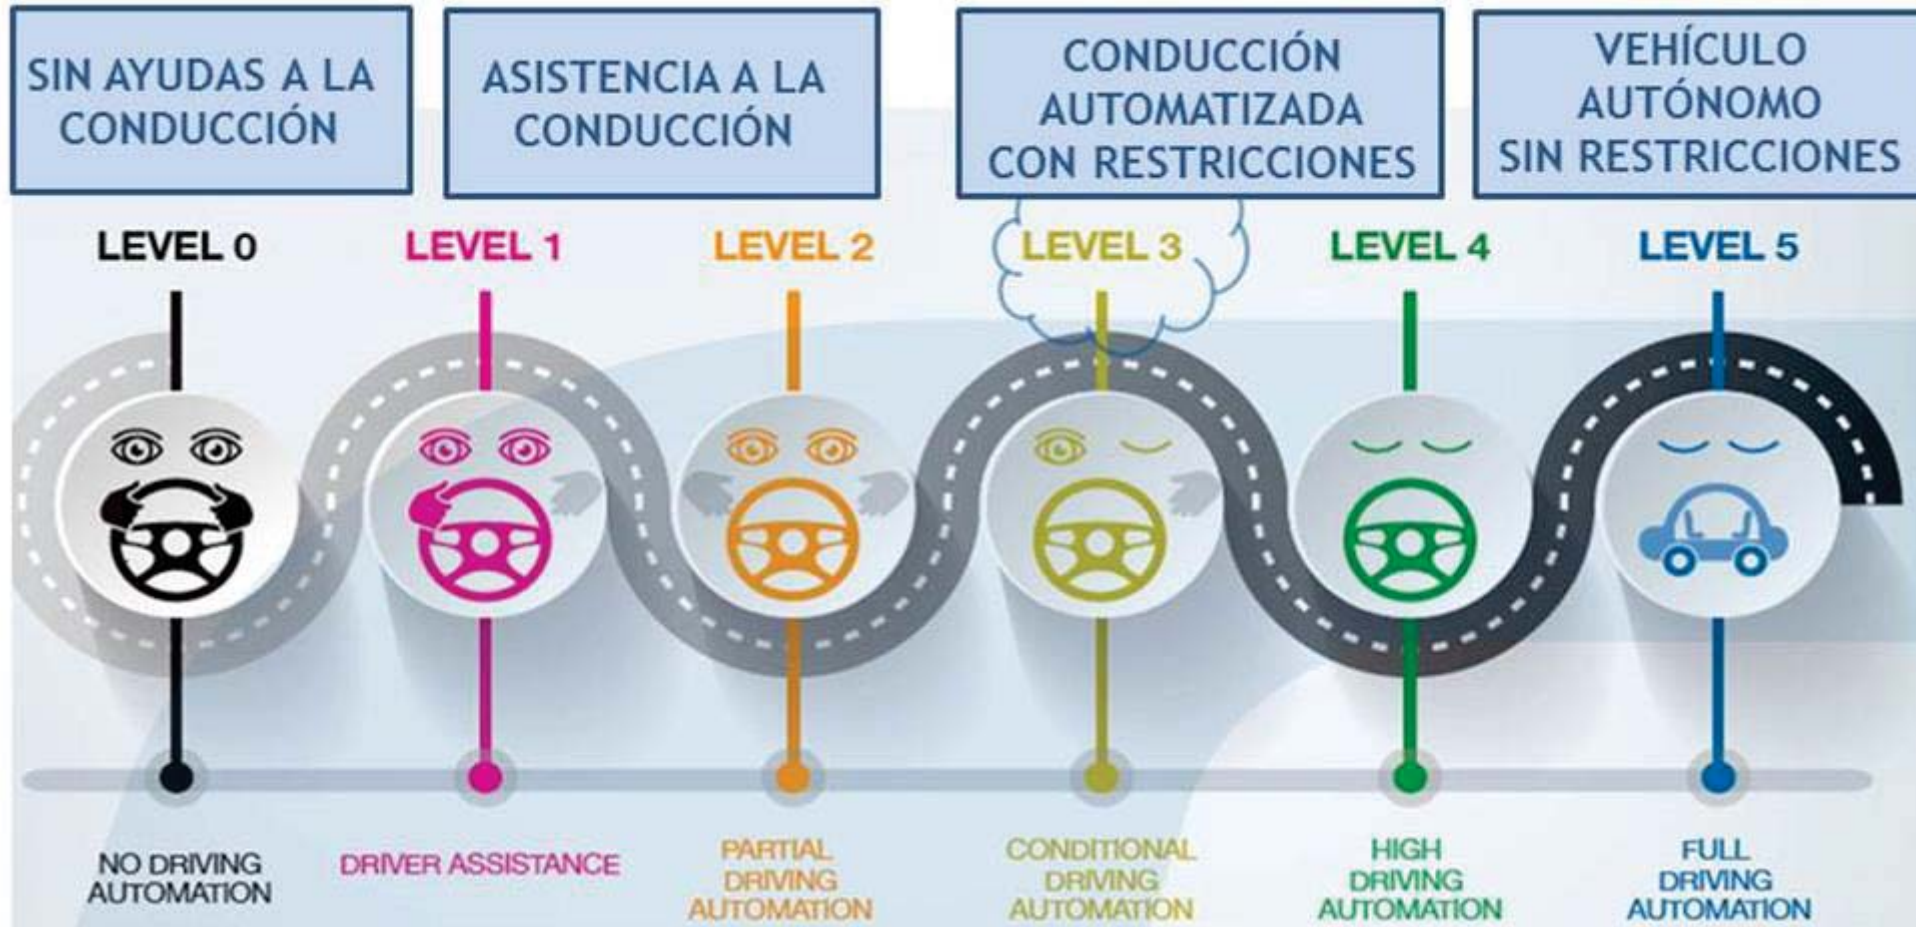 SIN AYUDAS A LA
CONDUCCIÓN
ASISTENCIA A LA
CONDUCCIÓN
CONDUCCIÓN
AUTOMATIZADA
CON RESTRICCIONES
VEHÍCULO
AUTÓNOMO
SIN RESTRICCIONES
LEVEL 0
LEVEL 1
LEVEL 2
LEVEL 3
LEVEL 4
LEVEL 5
NO DRIVING
AUTOMATION
DRIVER ASSISTANCE
PARTIAL
DRIVING
AUTOMATION
CONDITIONAL
DRIVING
AUTOMATION
HIGH
DRIVING
AUTOMATION
FULL
DRIVING
AUTOMATION